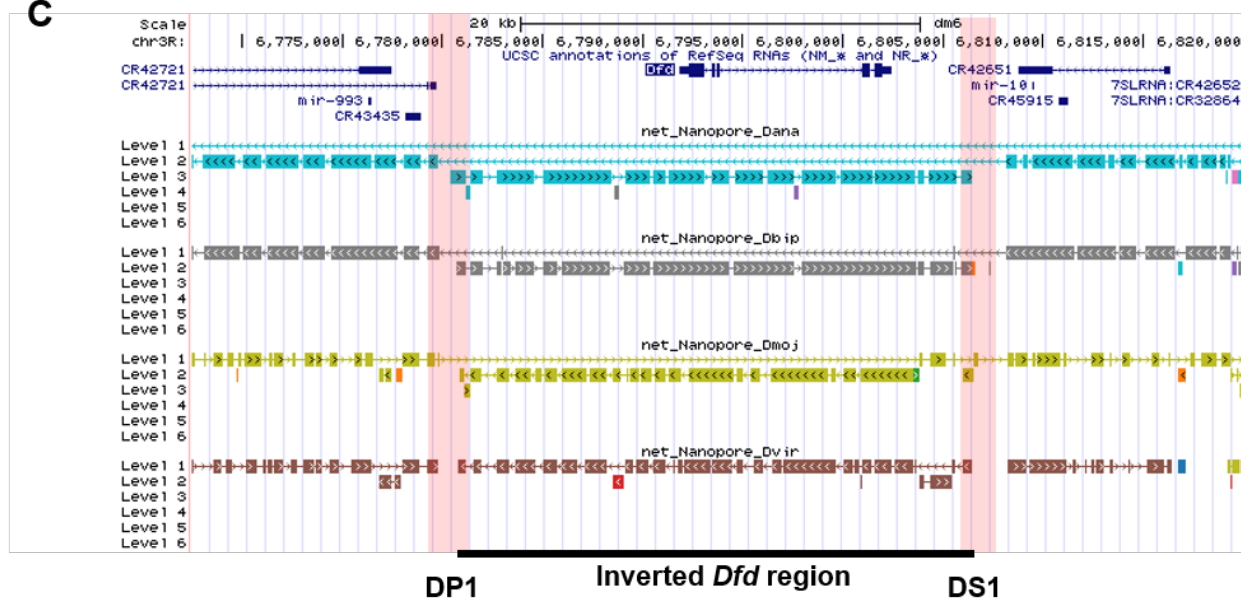 C
Scale 20 kb dm6
chr3R: 6,775,000 6,780,000 6,785,000 6,790,000 6,795,000 6,800,000 6,805,000 6,810,000 6,815,000 6,820,000
UCSC annotations of RefSeq RNAs (NM_* and NR_*)
CR42721 Dfd CR42651
CR42721 mir-10 7SLRNA:CR42652
mir-993 CR45915 7SLRNA:CR32864
CR43435
net_Nanopore_Dana
Level 1
Level 2
Level 3
Level 4
Level 5
Level 6
net_Nanopore_Dbip
Level 1
Level 2
Level 3
Level 4
Level 5
Level 6
net_Nanopore_Dmoj
Level 1
Level 2
Level 3
Level 4
Level 5
Level 6
net_Nanopore_Dvir
Level 1
Level 2
Level 3
Level 4
Level 5
Level 6
DP1 Inverted Dfd region DS1